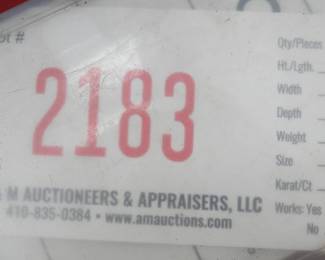 ot #
2183
M AUCTIONEERS & APPRAISERS, LLC
410-835-0384 • www.amauctions.com
Qty/Pieces
Ht./Lgth.
Width
Depth
Weight
Size
Karat/Ct
Works: Yes
No